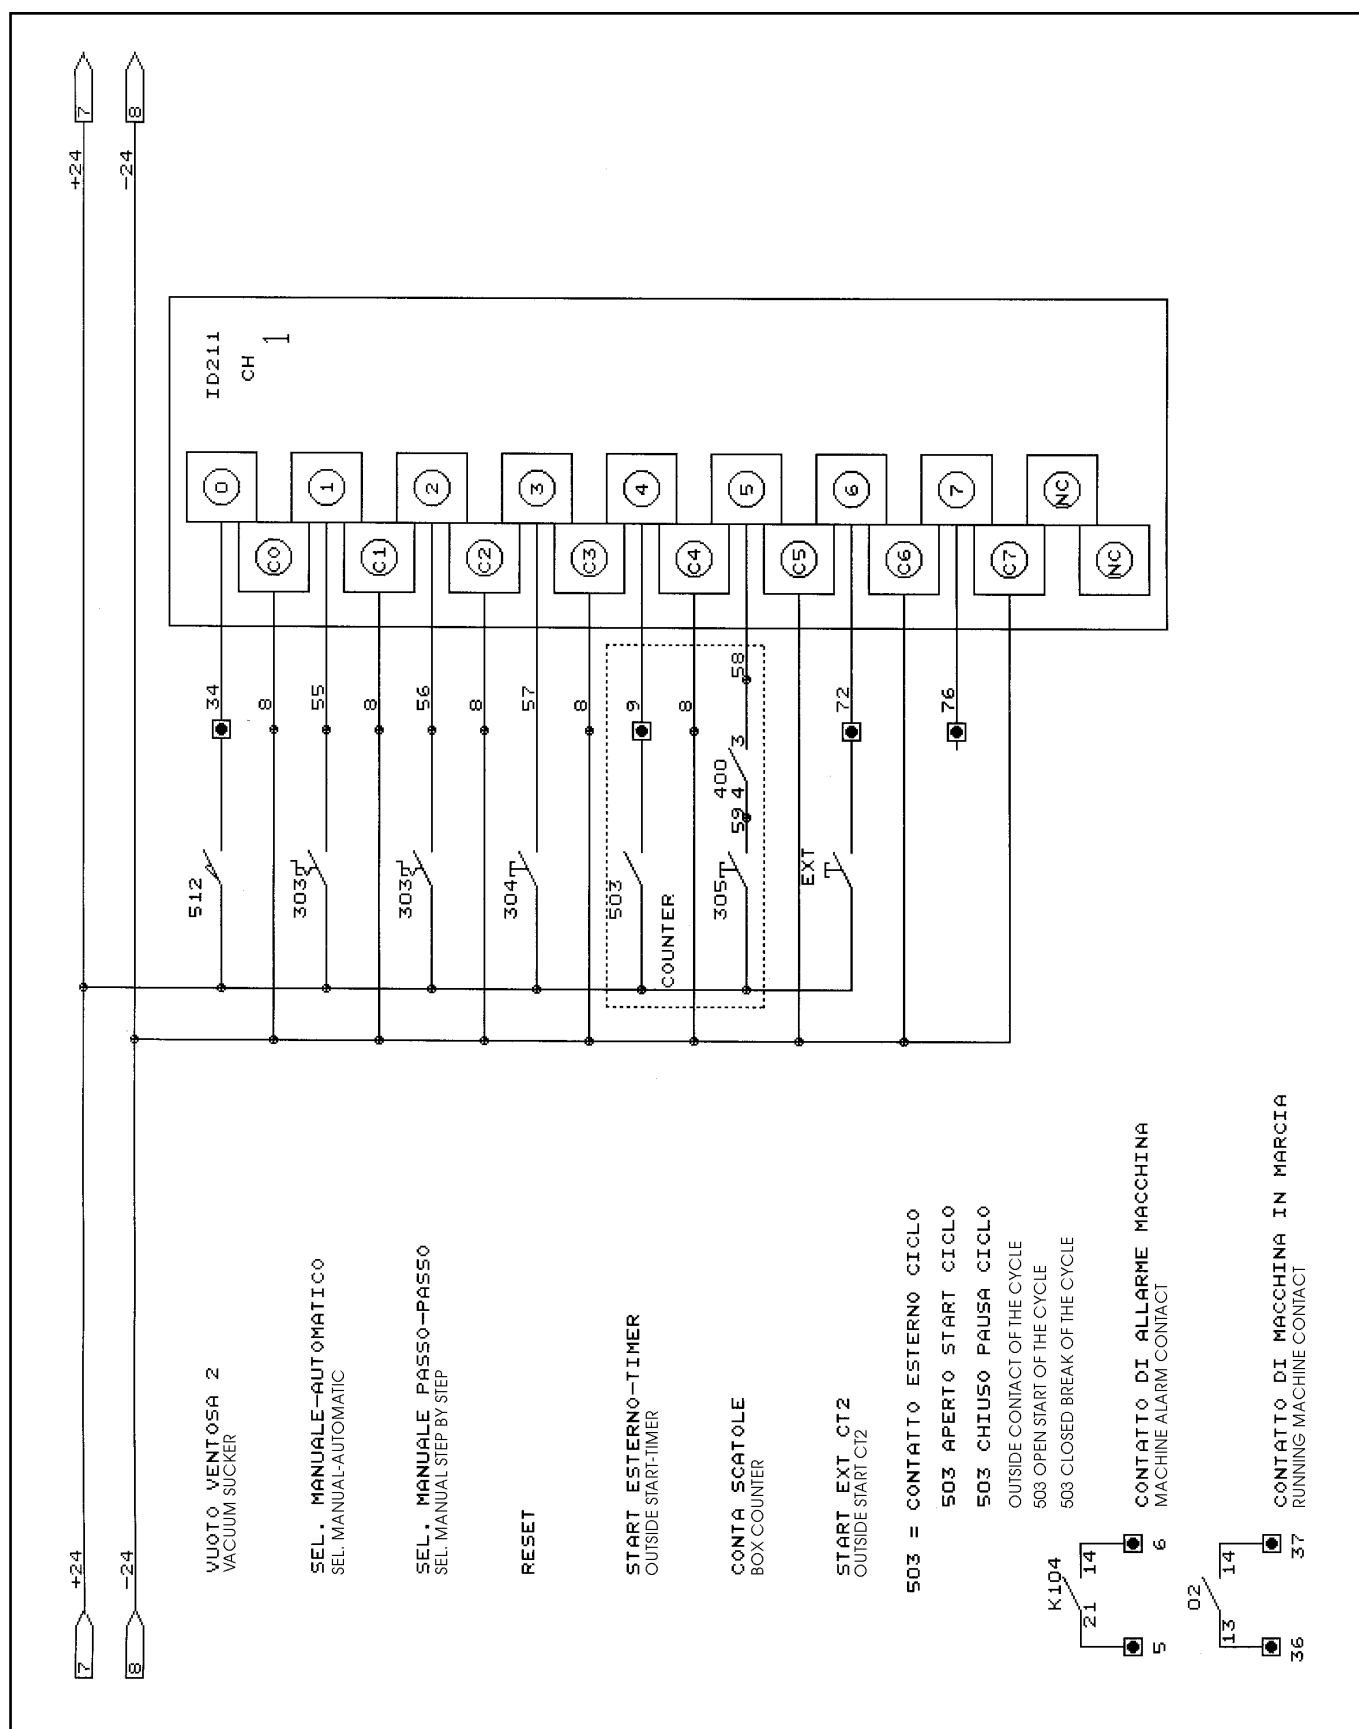 7
+24
+24
7
8
-24
-24
8
ID211
CH 1
VUOTO VENTOSA 2
VACUUM SUCKER
512
34
0
8
C0
SEL. MANUALE-AUTOMATICO
SEL. MANUAL-AUTOMATIC
303
55
1
8
C1
SEL. MANUALE PASSO-PASSO
SEL. MANUAL STEP BY STEP
303
56
2
8
C2
RESET
304
57
3
8
C3
START ESTERNO-TIMER
OUTSIDE START-TIMER
503
9
4
COUNTER
8
C4
CONTA SCATOLE
BOX COUNTER
305
59
4
400
3
58
5
C5
START EXT CT2
OUTSIDE START CT2
EXT
72
6
C6
76
7
C7
NC
NC
503 = CONTATTO ESTERNO CICLO
503 APERTO START CICLO
503 CHIUSO PAUSA CICLO
OUTSIDE CONTACT OF THE CYCLE
503 OPEN START OF THE CYCLE
503 CLOSED BREAK OF THE CYCLE
K104
21
14
5
6
CONTATTO DI ALLARME MACCHINA
MACHINE ALARM CONTACT
02
13
14
36
37
CONTATTO DI MACCHINA IN MARCIA
RUNNING MACHINE CONTACT